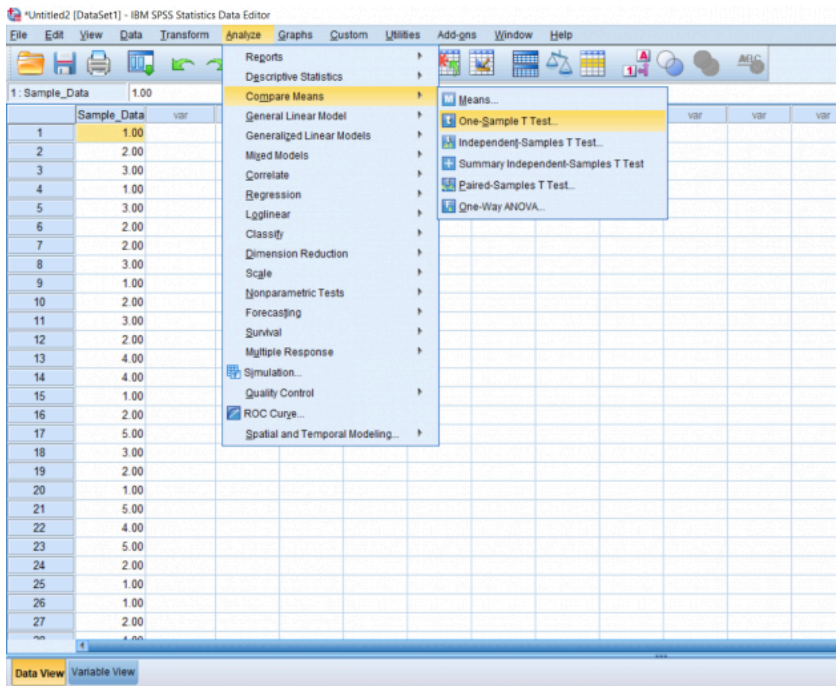 *Untitled2 [DataSet1] - IBM SPSS Statistics Data Editor
File Edit View Data Transform Analyze Graphs Custom Utilities Add-ons Window Help
1 : Sample_Data 1.00
Sample_Data var var var var
1 1.00
2 2.00
3 3.00
4 1.00
5 3.00
6 2.00
7 2.00
8 3.00
9 1.00
10 2.00
11 3.00
12 2.00
13 4.00
14 4.00
15 1.00
16 2.00
17 5.00
18 3.00
19 2.00
20 1.00
21 5.00
22 4.00
23 5.00
24 2.00
25 1.00
26 1.00
27 2.00
Reports
Descriptive Statistics
Compare Means
General Linear Model
Generalized Linear Models
Mixed Models
Correlate
Regression
Loglinear
Classify
Dimension Reduction
Scale
Nonparametric Tests
Forecasting
Survival
Multiple Response
Simulation...
Quality Control
ROC Curve...
Spatial and Temporal Modeling...
Means...
One-Sample T Test...
Independent-Samples T Test...
Summary Independent-Samples T Test
Paired-Samples T Test...
One-Way ANOVA...
Data View Variable View